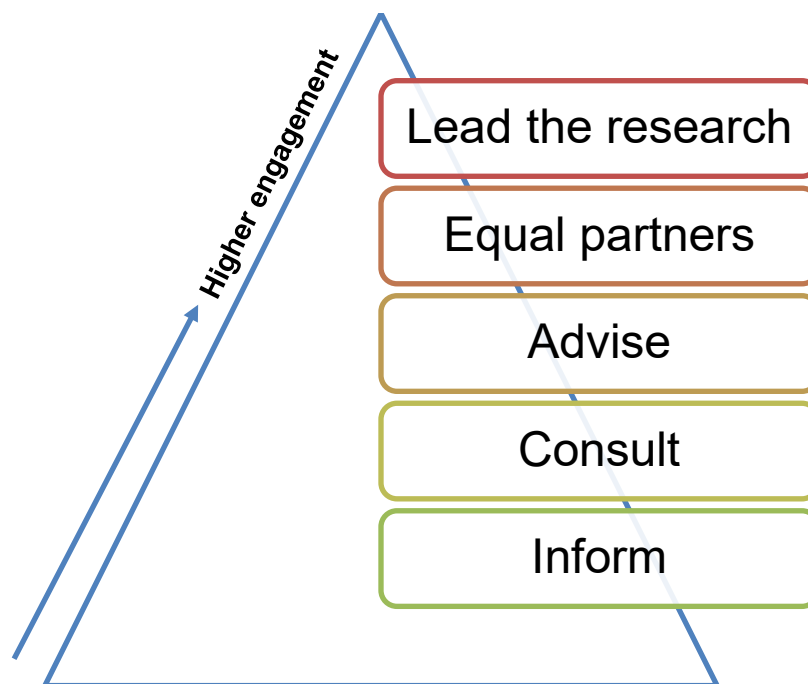 Higher engagement
Lead the research
Equal partners
Advise
Consult
Inform